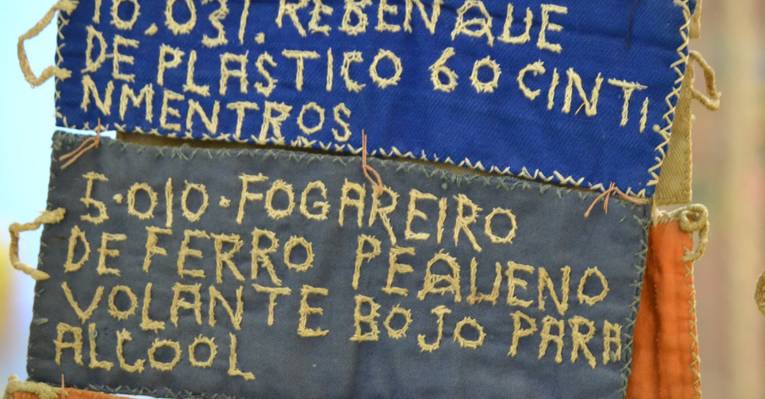 10.031. REBENQUE
DE PLASTICO 60 CINTI
NMENTROS
5.010. FOGAREIRO
DE FERRO PEQUENO
VOLANTE BOJO PARA
ALCOOL